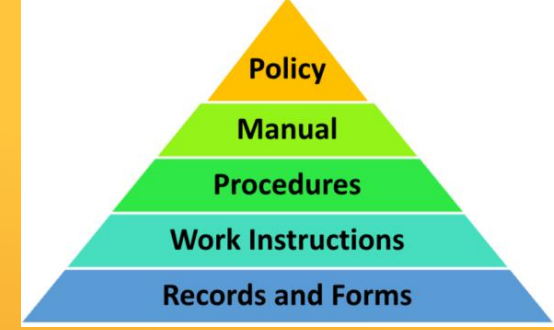 Policy
Manual
Procedures
Work Instructions
Records and Forms